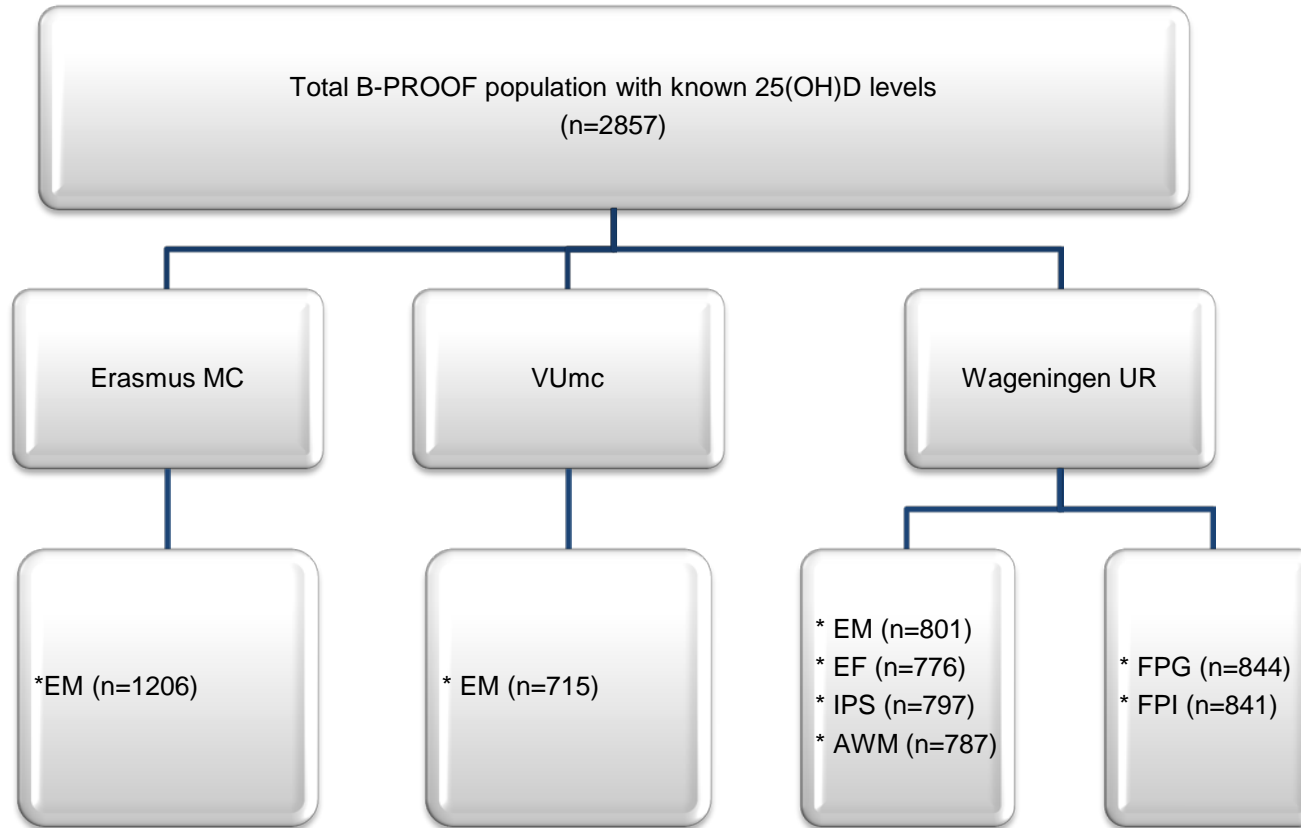 Total B-PROOF population with known 25(OH)D levels
(n=2857)
Erasmus MC
VUmc
Wageningen UR
*EM (n=1206)
* EM (n=715)
* EM (n=801)
* EF (n=776)
* IPS (n=797)
* AWM (n=787)
* FPG (n=844)
* FPI (n=841)